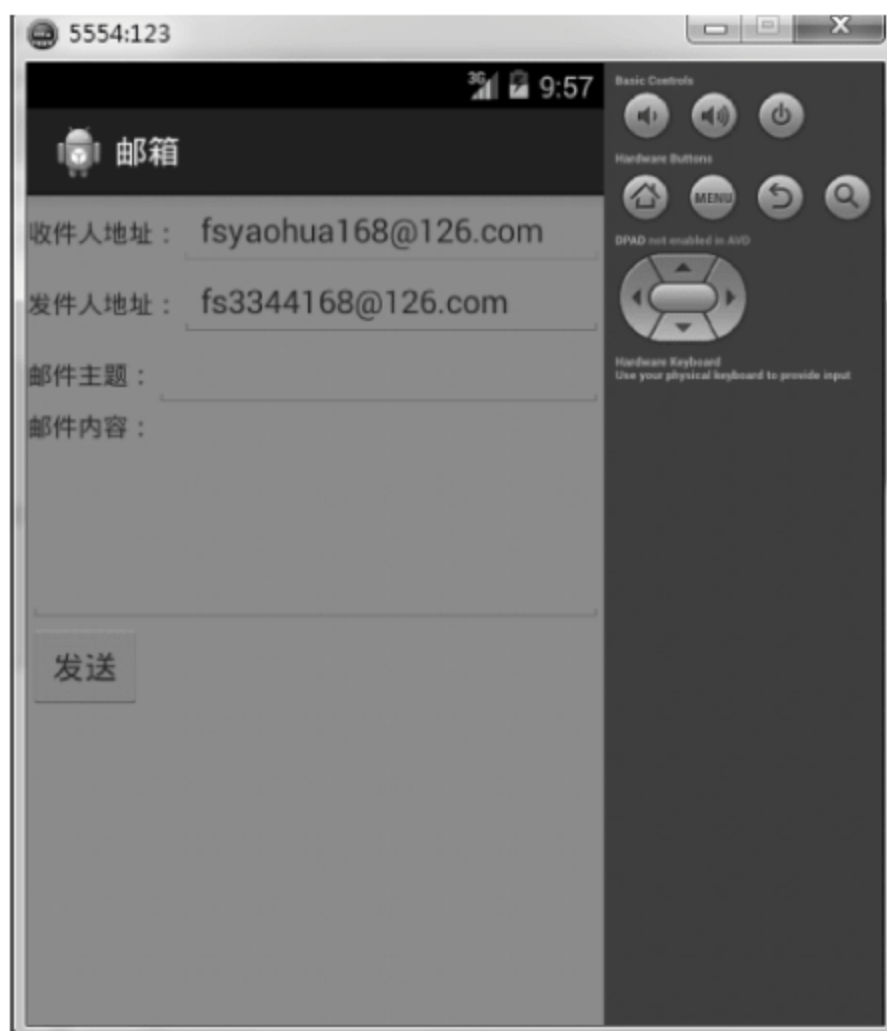 5554:123
3G 9:57
邮箱
收件人地址： fsyaohua168@126.com
发件人地址： fs3344168@126.com
邮件主题：
邮件内容：
发送
Basic Controls
Hardware Buttons
MENU
DPAD not enabled in AVD
Hardware Keyboard
Use your physical keyboard to provide input